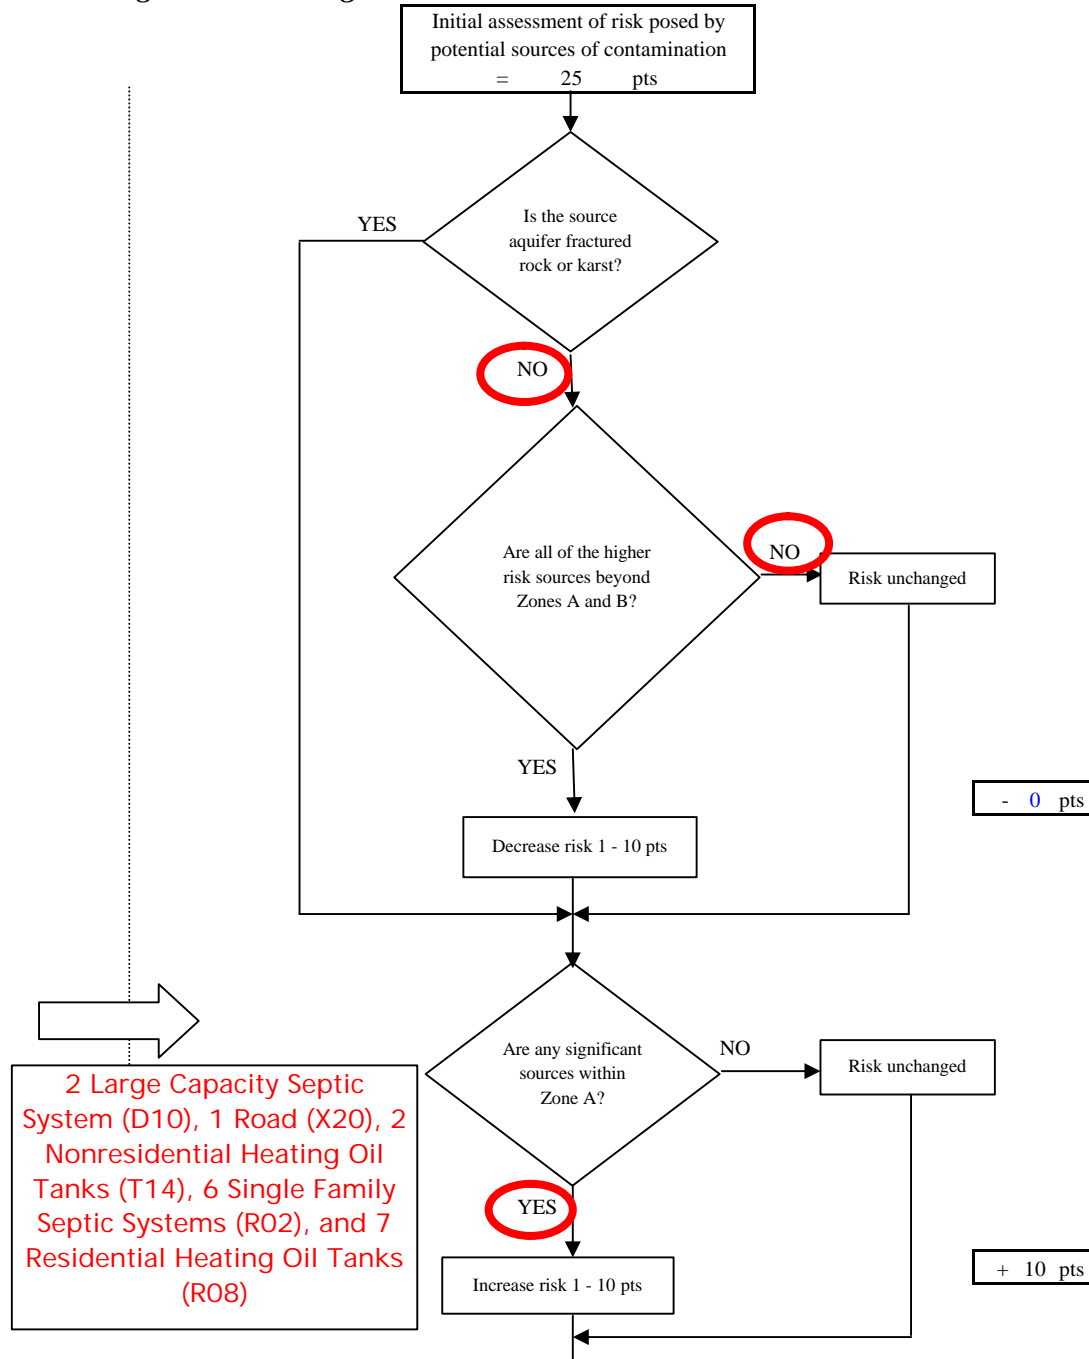 Initial assessment of risk posed by
potential sources of contamination
= 25 pts
YES
Is the source
aquifer fractured
rock or karst?
NO
Are all of the higher
risk sources beyond
Zones A and B?
NO
Risk unchanged
YES
- 0 pts
Decrease risk 1 - 10 pts
Are any significant
sources within
Zone A?
NO
Risk unchanged
2 Large Capacity Septic
System (D10), 1 Road (X20), 2
Nonresidential Heating Oil
Tanks (T14), 6 Single Family
Septic Systems (R02), and 7
Residential Heating Oil Tanks
(R08)
YES
Increase risk 1 - 10 pts
+ 10 pts